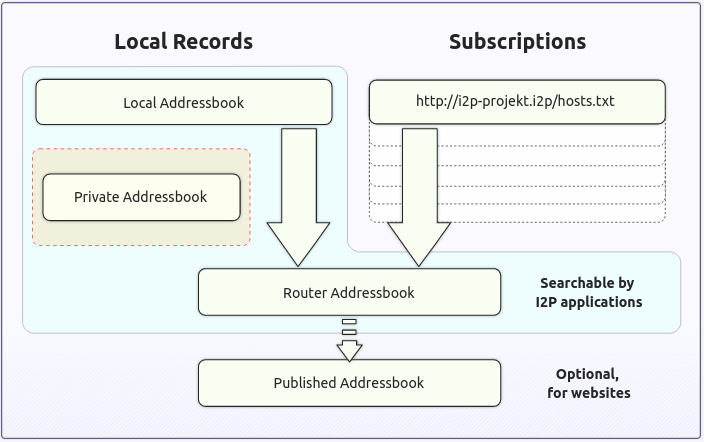 Local Records
Subscriptions
Local Addressbook
http://i2p-projekt.i2p/hosts.txt
Private Addressbook
Router Addressbook
Searchable by
I2P applications
Published Addressbook
Optional,
for websites